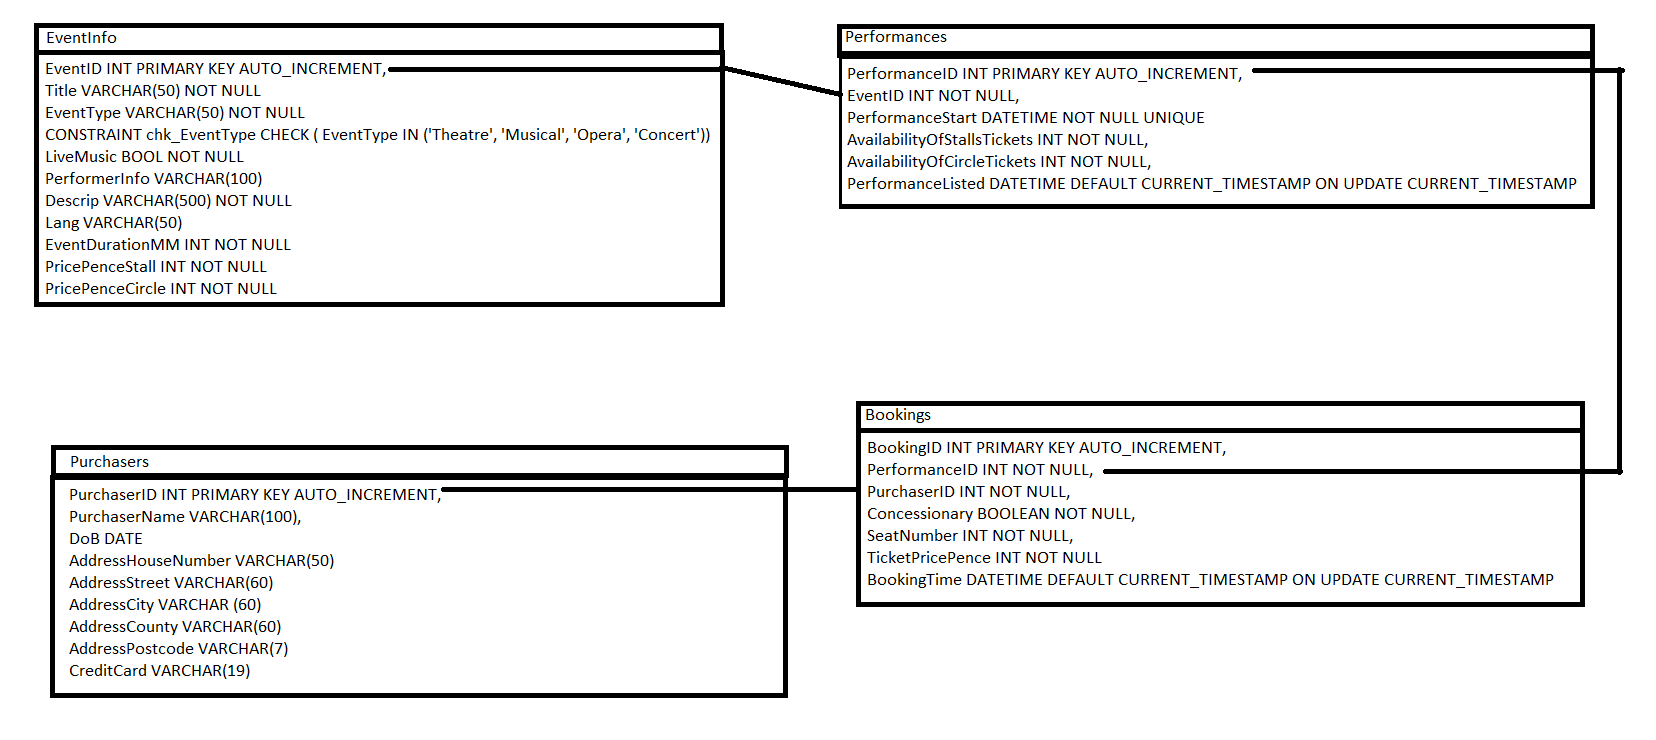 EventInfo
EventID INT PRIMARY KEY AUTO_INCREMENT,
Title VARCHAR(50) NOT NULL
EventType VARCHAR(50) NOT NULL
CONSTRAINT chk_EventType CHECK ( EventType IN ('Theatre', 'Musical', 'Opera', 'Concert'))
LiveMusic BOOL NOT NULL
PerformerInfo VARCHAR(100)
Descrip VARCHAR(500) NOT NULL
Lang VARCHAR(50)
EventDurationMM INT NOT NULL
PricePenceStall INT NOT NULL
PricePenceCircle INT NOT NULL
Performances
PerformanceID INT PRIMARY KEY AUTO_INCREMENT,
EventID INT NOT NULL,
PerformanceStart DATETIME NOT NULL UNIQUE
AvailabilityOfStallsTickets INT NOT NULL,
AvailabilityOfCircleTickets INT NOT NULL,
PerformanceListed DATETIME DEFAULT CURRENT_TIMESTAMP ON UPDATE CURRENT_TIMESTAMP
Purchasers
PurchaserID INT PRIMARY KEY AUTO_INCREMENT,
PurchaserName VARCHAR(100),
DoB DATE
AddressHouseNumber VARCHAR(50)
AddressStreet VARCHAR(60)
AddressCity VARCHAR (60)
AddressCounty VARCHAR(60)
AddressPostcode VARCHAR(7)
CreditCard VARCHAR(19)
Bookings
BookingID INT PRIMARY KEY AUTO_INCREMENT,
PerformanceID INT NOT NULL,
PurchaserID INT NOT NULL,
Concessionary BOOLEAN NOT NULL,
SeatNumber INT NOT NULL,
TicketPricePence INT NOT NULL
BookingTime DATETIME DEFAULT CURRENT_TIMESTAMP ON UPDATE CURRENT_TIMESTAMP